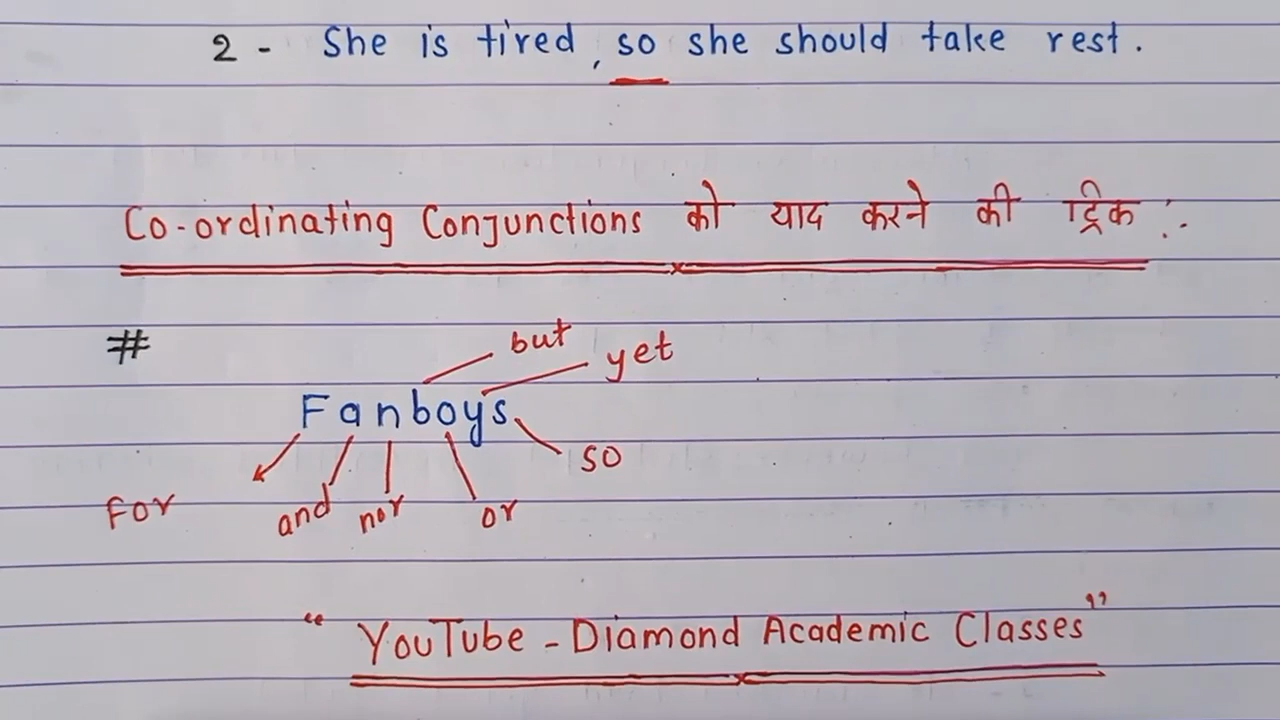 2 - She is tired, so she should take rest.
Co-ordinating Conjunctions को याद करने की ट्रिक :-
#
but
yet
Fanboys
so
For and nor or
"YouTube - Diamond Academic Classes"